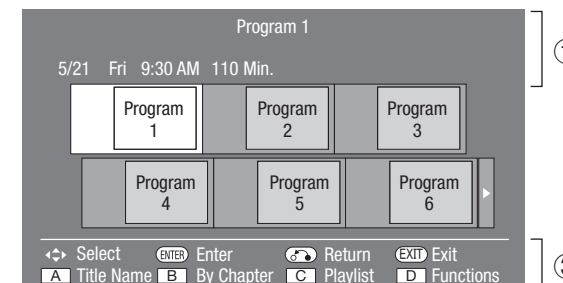 Program 1
5/21 Fri 9:30 AM 110 Min.
Program 1 Program 2 Program 3
Program 4 Program 5 Program 6
Select ENTER Enter Return EXIT Exit
A Title Name B By Chapter C Playlist D Functions